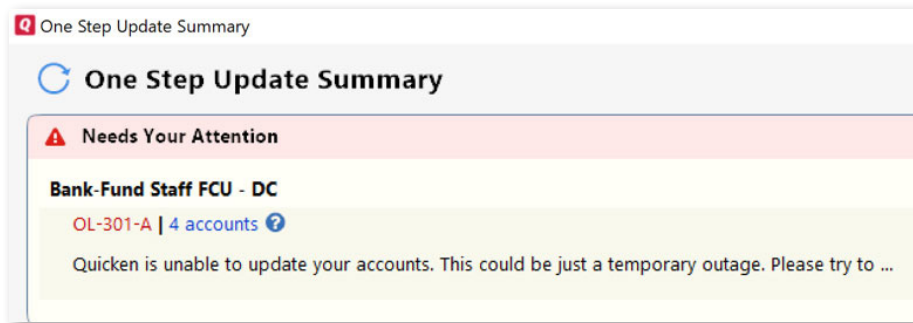 One Step Update Summary
One Step Update Summary
Needs Your Attention
Bank-Fund Staff FCU - DC
OL-301-A | 4 accounts ?
Quicken is unable to update your accounts. This could be just a temporary outage. Please try to ...